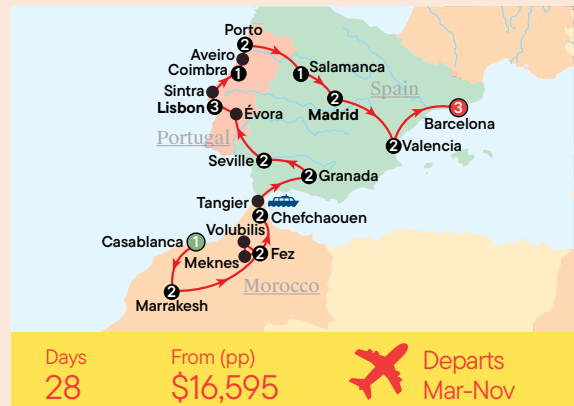 Porto
2
Aveiro
Coimbra 1
1 Salamanca
Sintra
Spain
2
Madrid
3
Barcelona
Lisbon 3
Évora
Portugal
2 Valencia
Seville 2
2 Granada
Tangier
2 Chefchaouen
Volubilis
Casablanca 1
2 Fez
Meknes
Morocco
2
Marrakesh
Days
28
From (pp)
$16,595
Departs
Mar-Nov